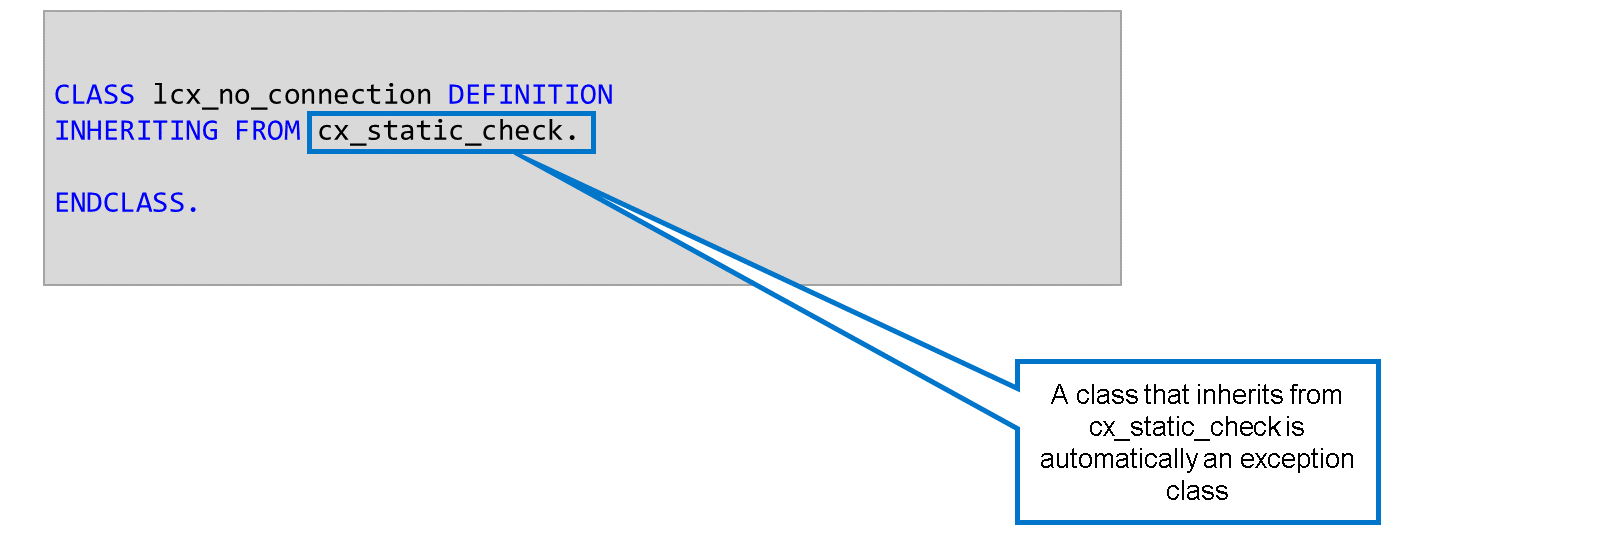 CLASS lcx_no_connection DEFINITION
INHERITING FROM cx_static_check.
ENDCLASS.
A class that inherits from
cx_static_check is
automatically an exception
class